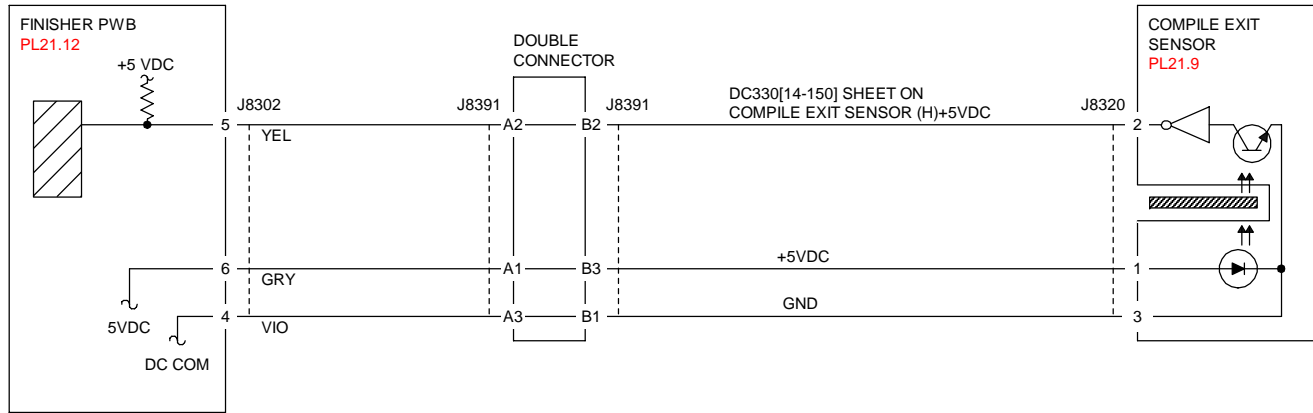 FINISHER PWB
PL21.12
+5 VDC
J8302
5
YEL
6
GRY
5VDC
4
VIO
DC COM
DOUBLE
CONNECTOR
J8391
J8391
A2
B2
A1
B3
A3
B1
DC330[14-150] SHEET ON
COMPILE EXIT SENSOR (H)+5VDC
+5VDC
GND
J8320
2
1
3
COMPILE EXIT
SENSOR
PL21.9